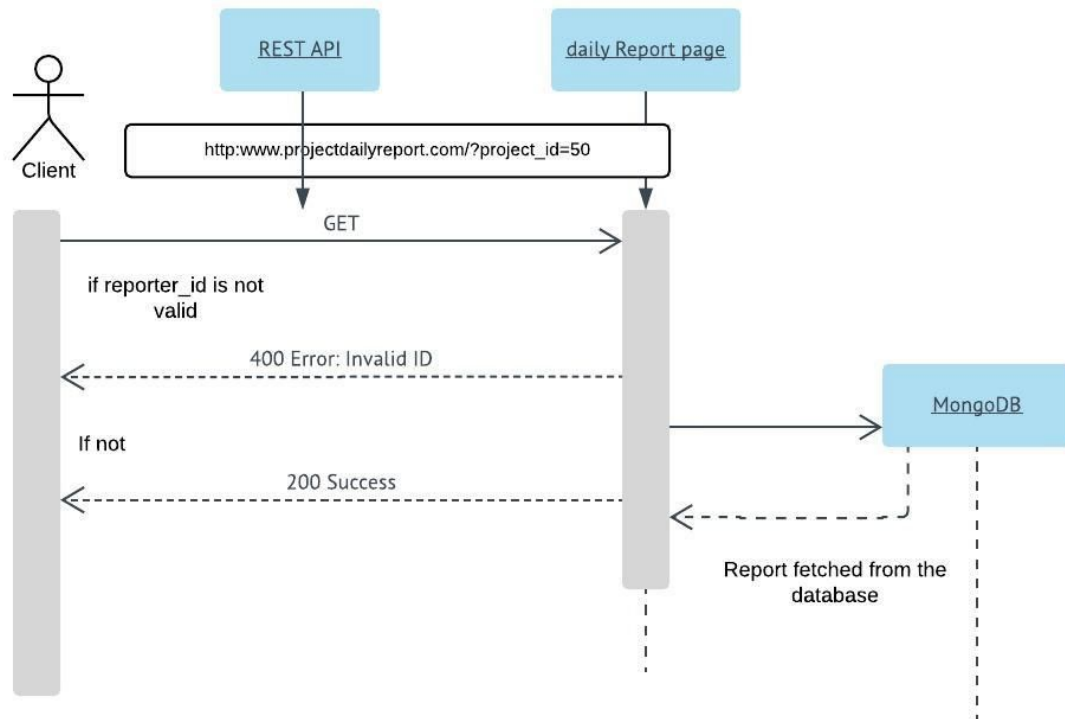 REST API
daily Report page
http:www.projectdailyreport.com/?project_id=50
Client
GET
if reporter_id is not
valid
400 Error: Invalid ID
MongoDB
If not
200 Success
Report fetched from the
database